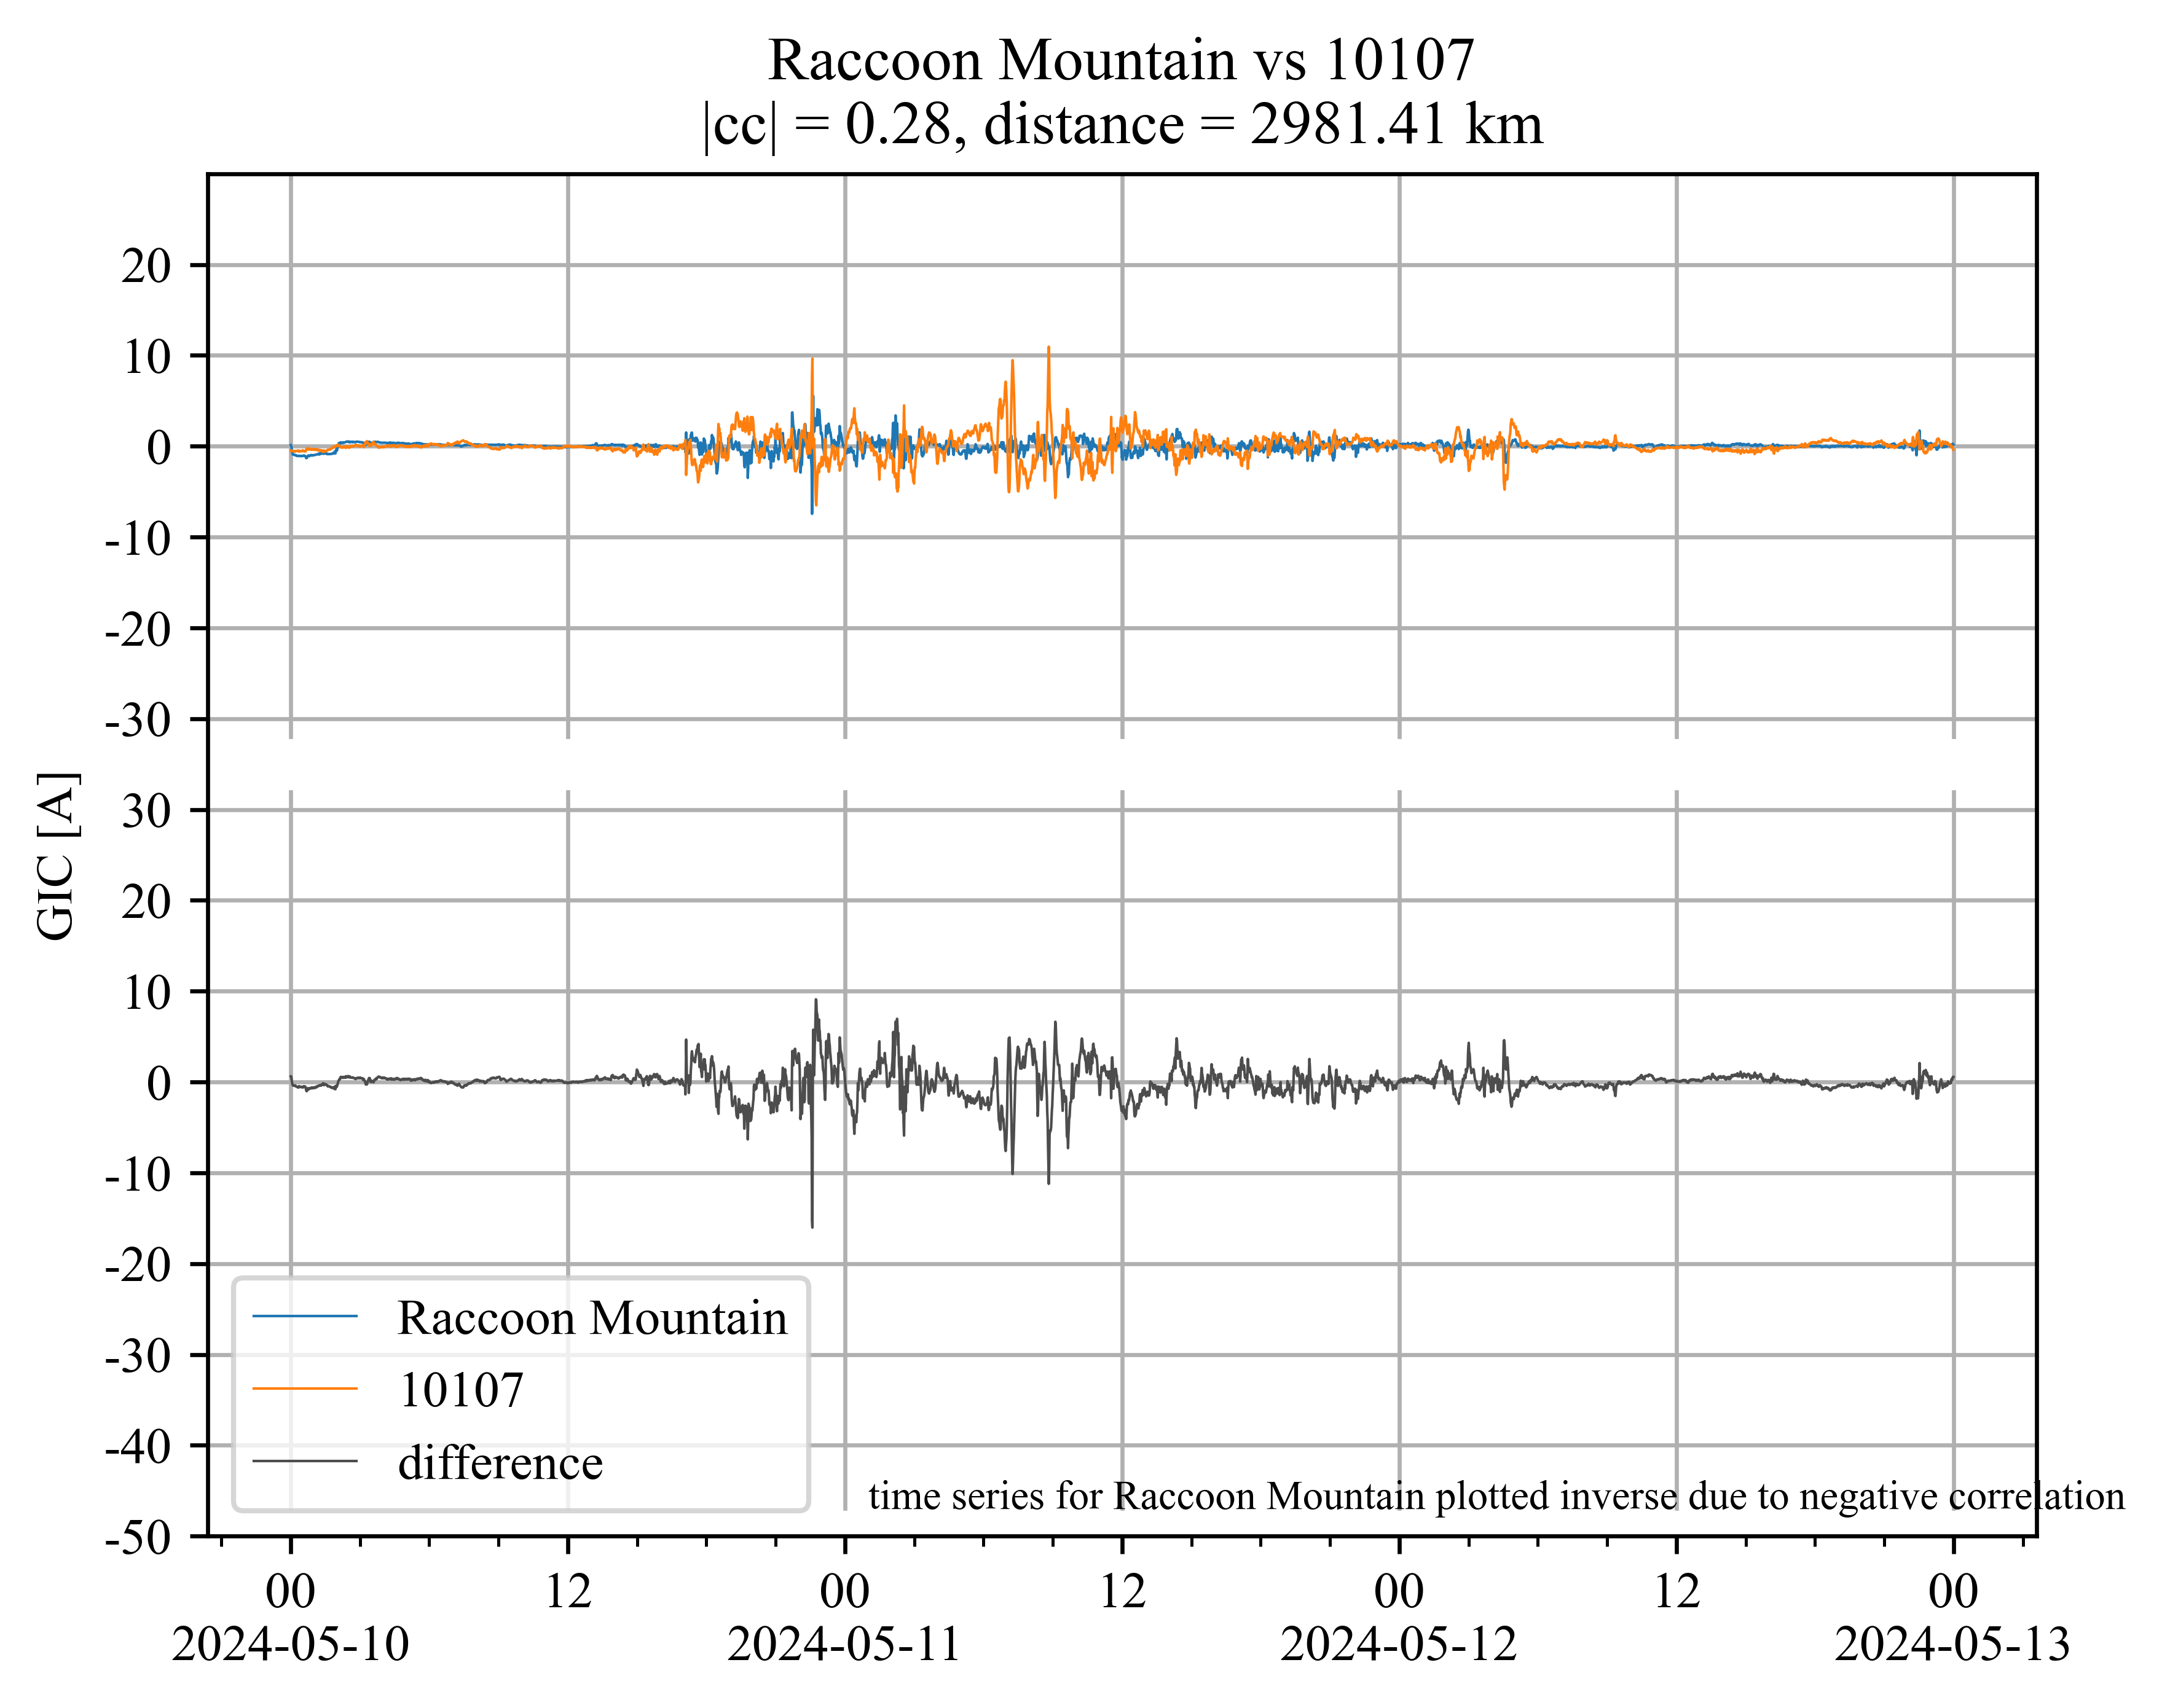 Raccoon Mountain vs 10107
|cc| = 0.28, distance = 2981.41 km
GIC [A]
20
10
0
-10
-20
-30
30
20
10
0
-10
-20
-30
-40
-50
Raccoon Mountain
10107
difference
time series for Raccoon Mountain plotted inverse due to negative correlation
00 12 00 12 00 12 00
2024-05-10 2024-05-11 2024-05-12 2024-05-13